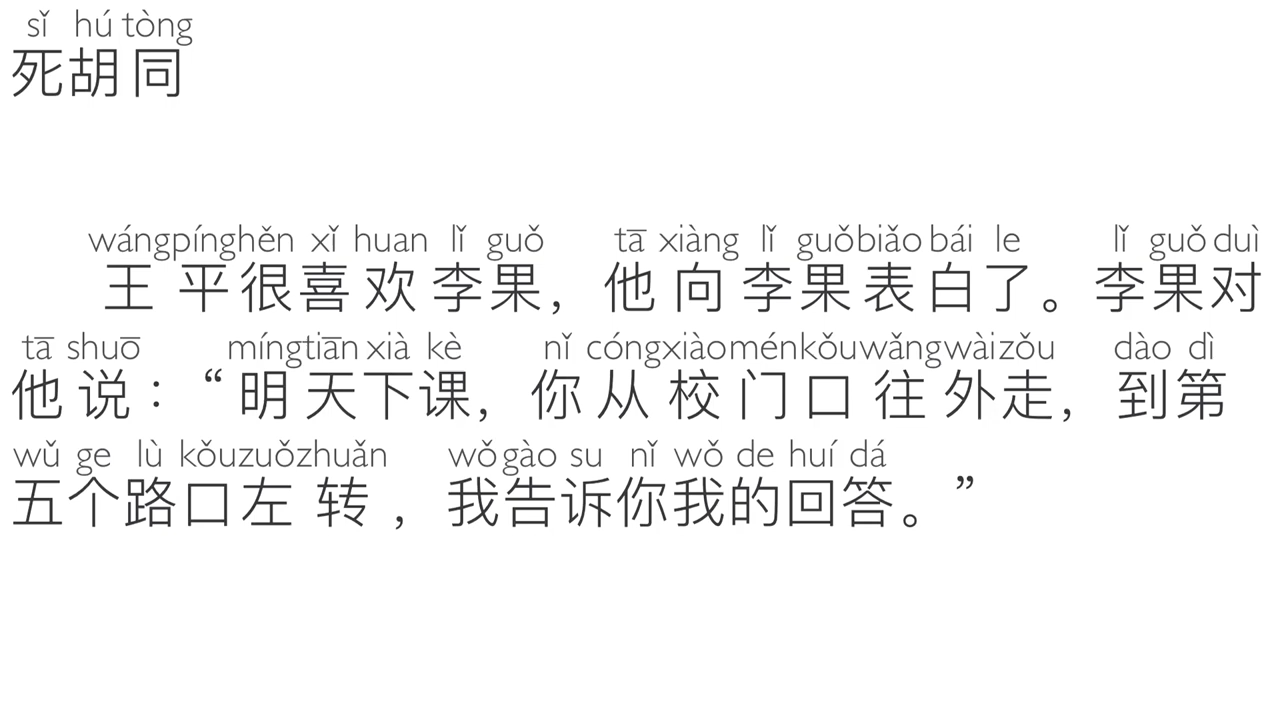 sǐ hú tòng
死胡同
wángpínghěn xǐ huan lǐ guǒ tā xiàng lǐ guǒbiǎo bái le lǐ guǒ duì
王平很喜欢李果，他向李果表白了。李果对
tā shuō míngtiān xià kè nǐ cóngxiàoménkǒuwǎngwàizǒu dào dì
他说：“明天下课，你从校门口往外走，到第
wǔ ge lù kǒuzuǒzhuǎn wǒgào su nǐ wǒ de huí dá
五个路口左转，我告诉你我的回答。”